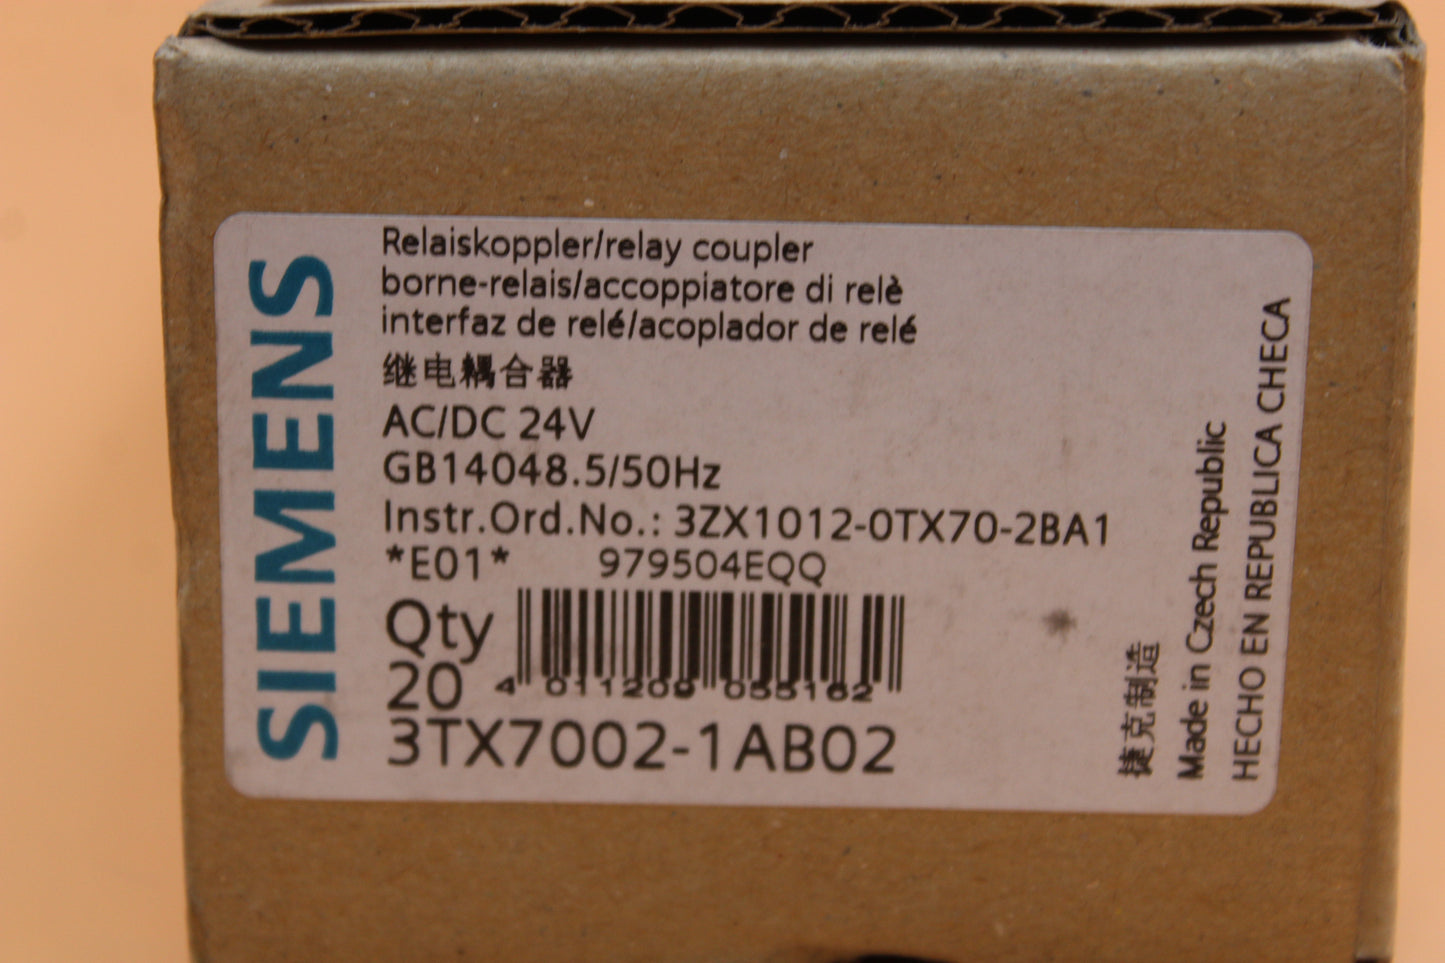 SIEMENS
Relaiskoppler/relay coupler
borne-relais/accoppiatore di relè
interfaz de relé/acoplador de relé
继电耦合器
AC/DC 24V
GB14048.5/50Hz
Instr.Ord.No.: 3ZX1012-0TX70-2BA1
*E01* 979504EQQ
Qty
20
4 011209 055162
3TX7002-1AB02
捷克制造
Made in Czech Republic
HECHO EN REPUBLICA CHECA